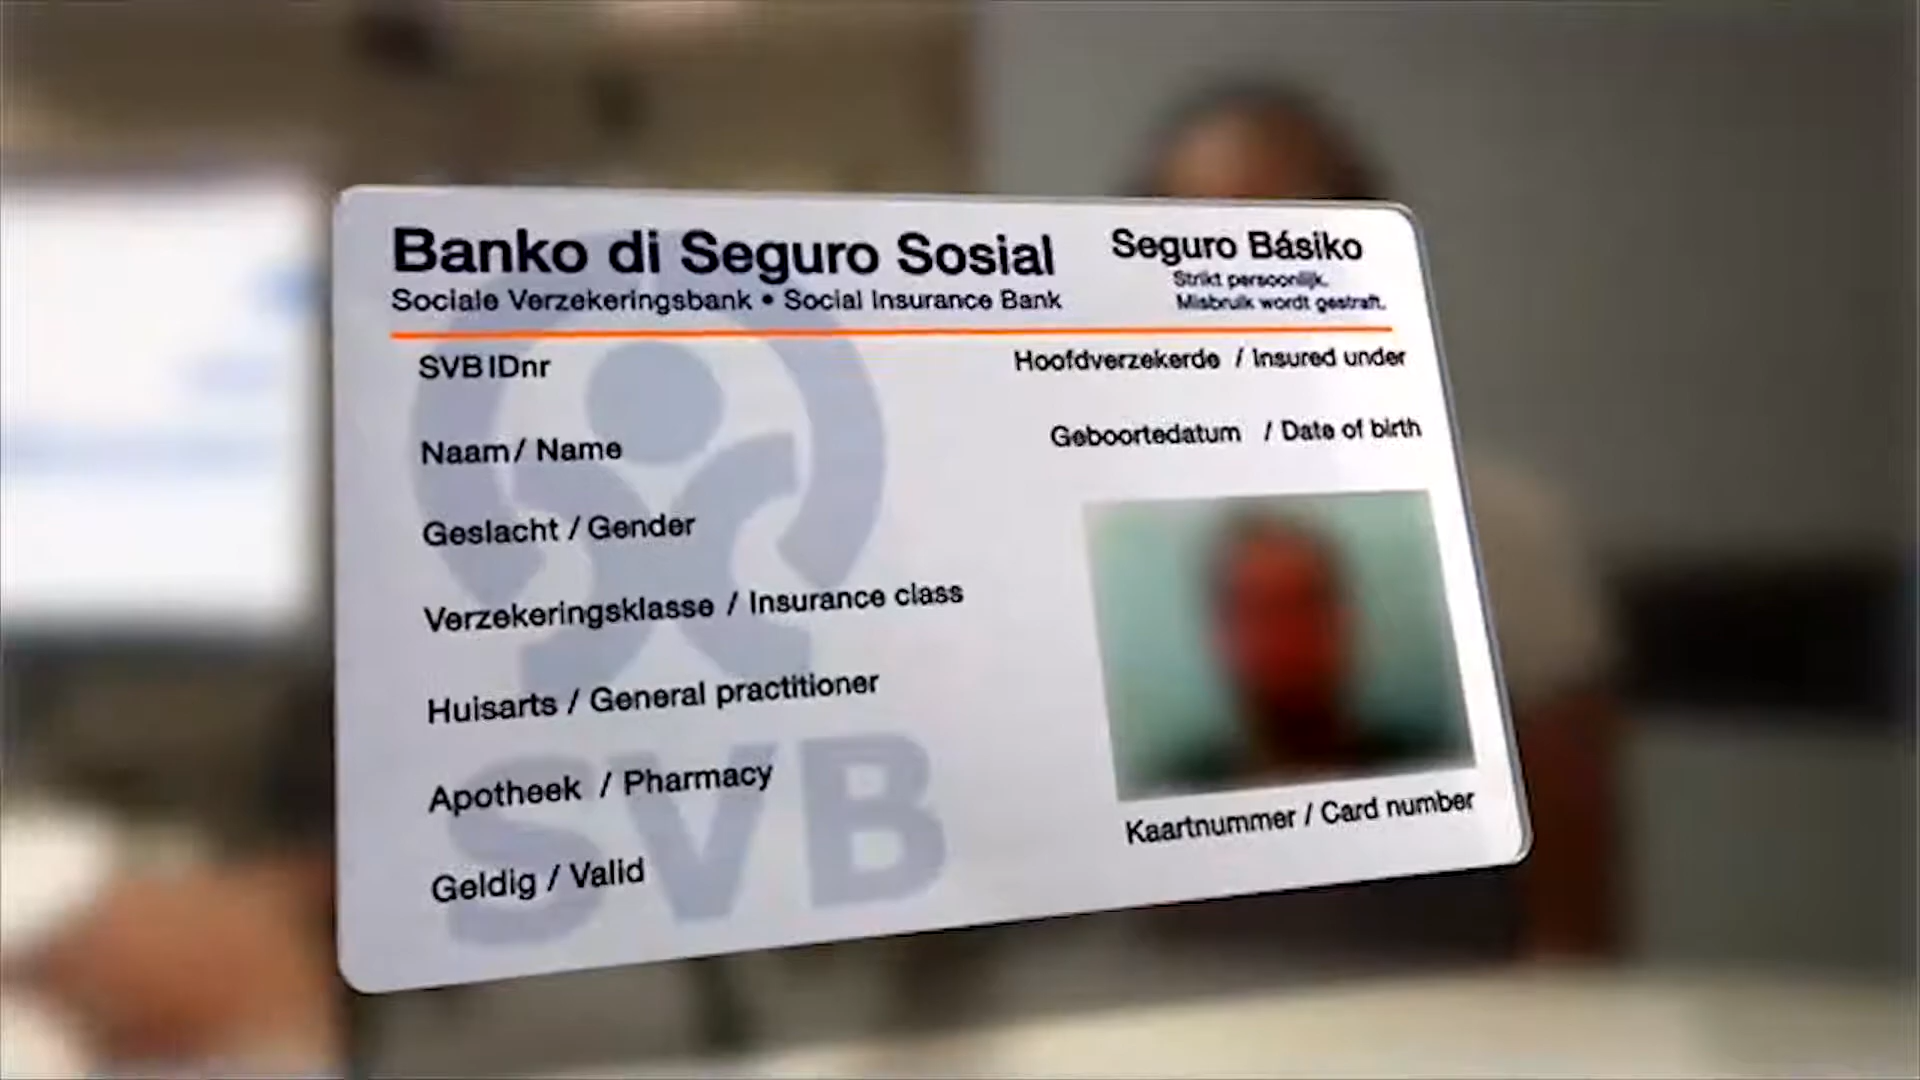 Banko di Seguro Sosial
Sociale Verzekeringsbank • Social Insurance Bank
Seguro Básiko
Strikt persoonlijk.
Misbruik wordt gestraft.
SVB IDnr
Hoofdverzekerde / Insured under
Naam / Name
Geboortedatum / Date of birth
Geslacht / Gender
Verzekeringsklasse / Insurance class
Huisarts / General practitioner
Apotheek / Pharmacy
Geldig / Valid
Kaartnummer / Card number
SVB